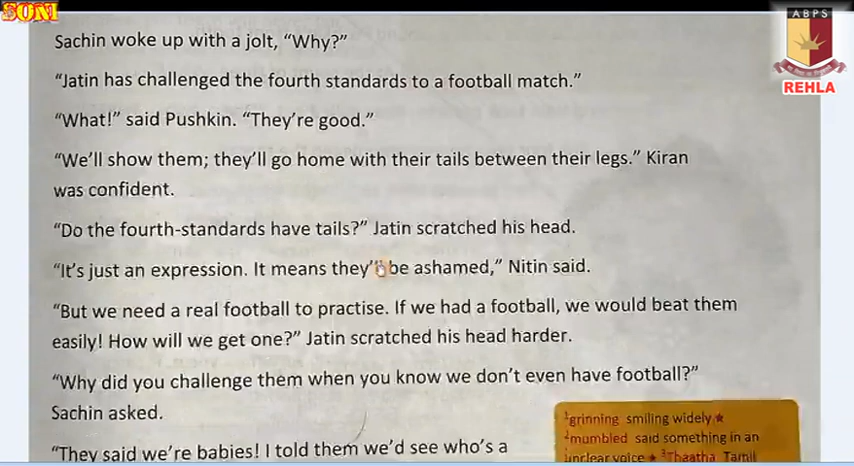 SONI
ABPS
REHLA
Sachin woke up with a jolt, “Why?”
“Jatin has challenged the fourth standards to a football match.”
“What!” said Pushkin. “They’re good.”
“We’ll show them; they’ll go home with their tails between their legs.” Kiran
was confident.
“Do the fourth-standards have tails?” Jatin scratched his head.
“It’s just an expression. It means they’ll be ashamed,” Nitin said.
“But we need a real football to practise. If we had a football, we would beat them
easily! How will we get one?” Jatin scratched his head harder.
“Why did you challenge them when you know we don’t even have football?”
Sachin asked.
“They said we’re babies! I told them we’d see who’s a
¹grinning smiling widely ★
²mumbled said something in an
unclear voice ★ ³Thaatha Tamil